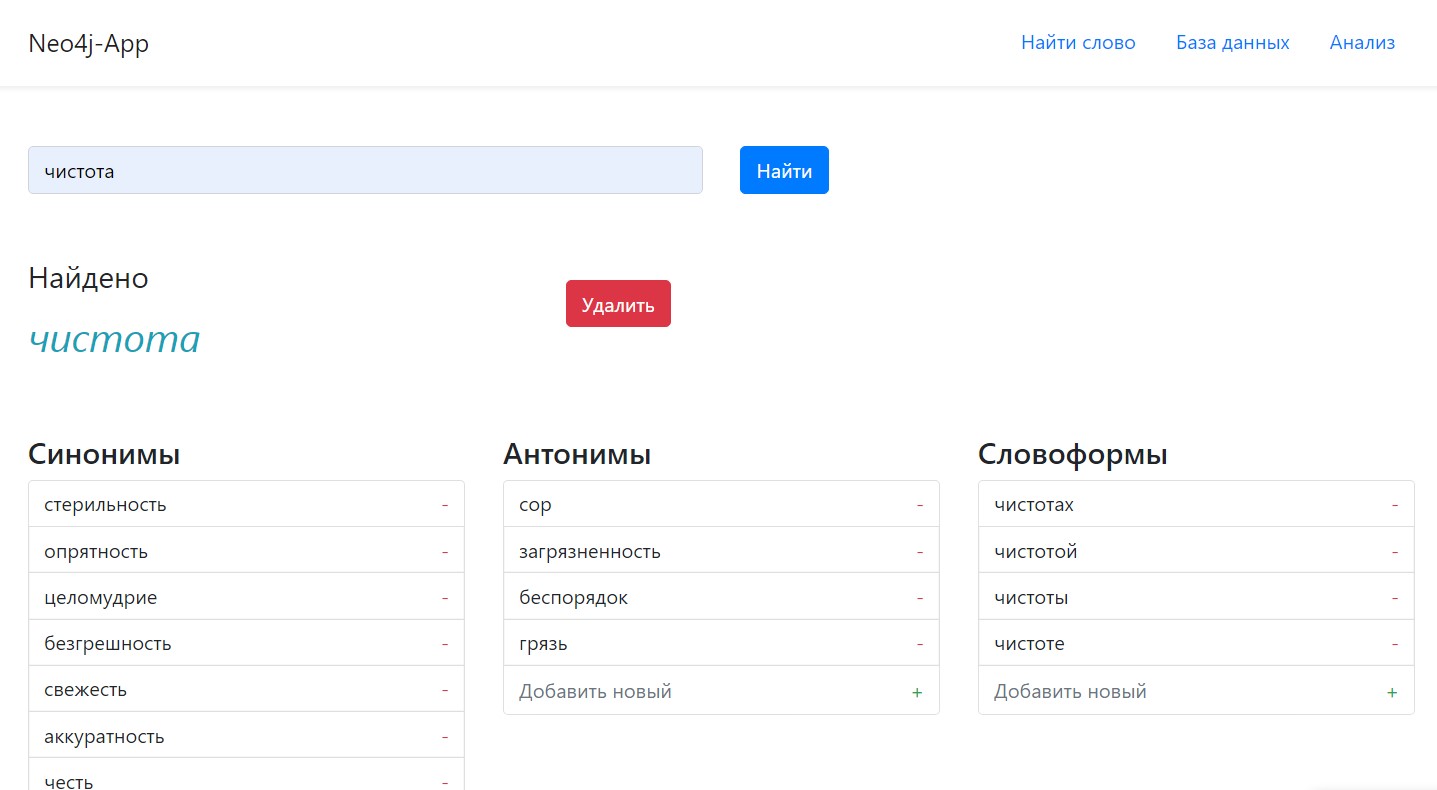 Neo4j-App
Найти слово База данных Анализ
чистота
Найти
Найдено
Удалить
чистота
Синонимы
стерильность -
опрятность -
целомудрие -
безгрешность -
свежесть -
аккуратность -
честь -
Антонимы
сор -
загрязненность -
беспорядок -
грязь -
Добавить новый +
Словоформы
чистотах -
чистотой -
чистоты -
чистоте -
Добавить новый +